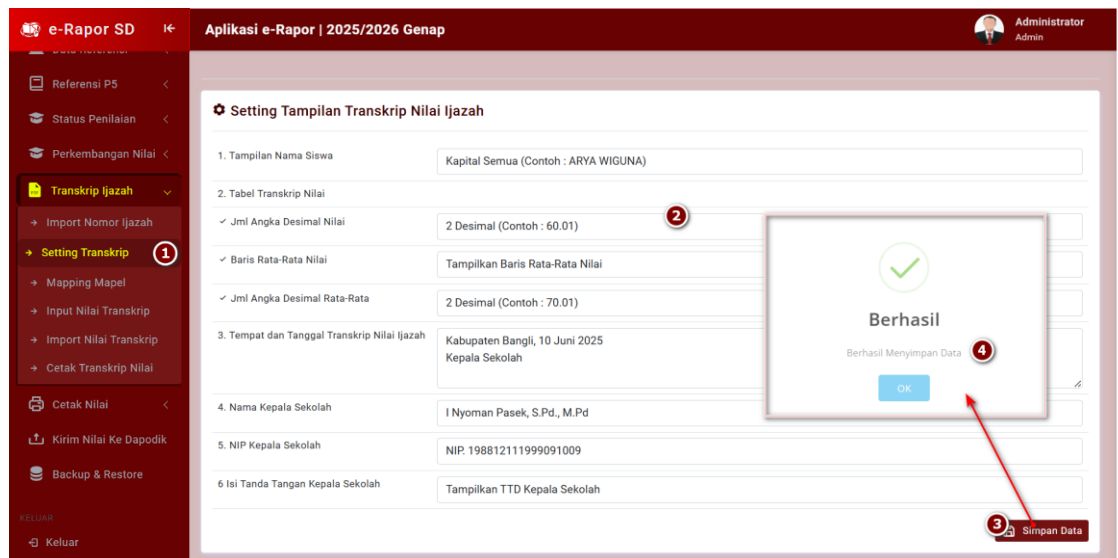 e-Rapor SD
Aplikasi e-Rapor | 2025/2026 Genap
Administrator
Admin
Data Referensi
Referensi P5
Status Penilaian
Perkembangan Nilai
Transkrip Ijazah
Import Nomor Ijazah
Setting Transkrip
1
Mapping Mapel
Input Nilai Transkrip
Import Nilai Transkrip
Cetak Transkrip Nilai
Cetak Nilai
Kirim Nilai Ke Dapodik
Backup & Restore
KELUAR
Keluar
Setting Tampilan Transkrip Nilai Ijazah
1. Tampilan Nama Siswa
Kapital Semua (Contoh : ARYA WIGUNA)
2. Tabel Transkrip Nilai
2
Jml Angka Desimal Nilai
2 Desimal (Contoh : 60.01)
Baris Rata-Rata Nilai
Tampilkan Baris Rata-Rata Nilai
Jml Angka Desimal Rata-Rata
2 Desimal (Contoh : 70.01)
3. Tempat dan Tanggal Transkrip Nilai Ijazah
Kabupaten Bangli, 10 Juni 2025
Kepala Sekolah
4. Nama Kepala Sekolah
I Nyoman Pasek, S.Pd., M.Pd
5. NIP Kepala Sekolah
NIP. 198812111999091009
6 Isi Tanda Tangan Kepala Sekolah
Tampilkan TTD Kepala Sekolah
Berhasil
Berhasil Menyimpan Data
4
OK
3
Simpan Data